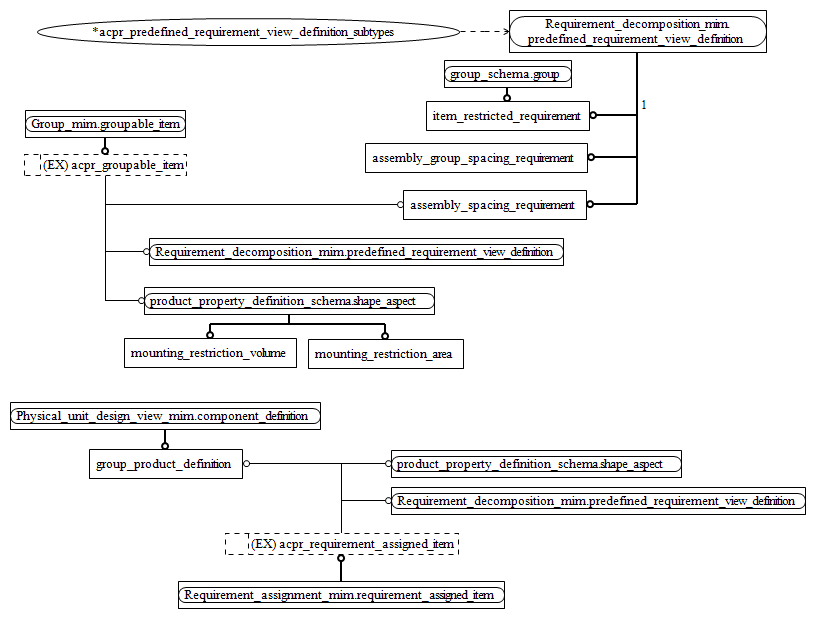 *acpr_predefined_requirement_view_definition_subtypes
Requirement_decomposition_mim.
predefined_requirement_view_definition
group_schema.group
1
item_restricted_requirement
Group_mim.groupable_item
assembly_group_spacing_requirement
(EX) acpr_groupable_item
assembly_spacing_requirement
Requirement_decomposition_mim.predefined_requirement_view_definition
product_property_definition_schema.shape_aspect
mounting_restriction_volume
mounting_restriction_area
Physical_unit_design_view_mim.component_definition
group_product_definition
product_property_definition_schema.shape_aspect
Requirement_decomposition_mim.predefined_requirement_view_definition
(EX) acpr_requirement_assigned_item
Requirement_assignment_mim.requirement_assigned_item